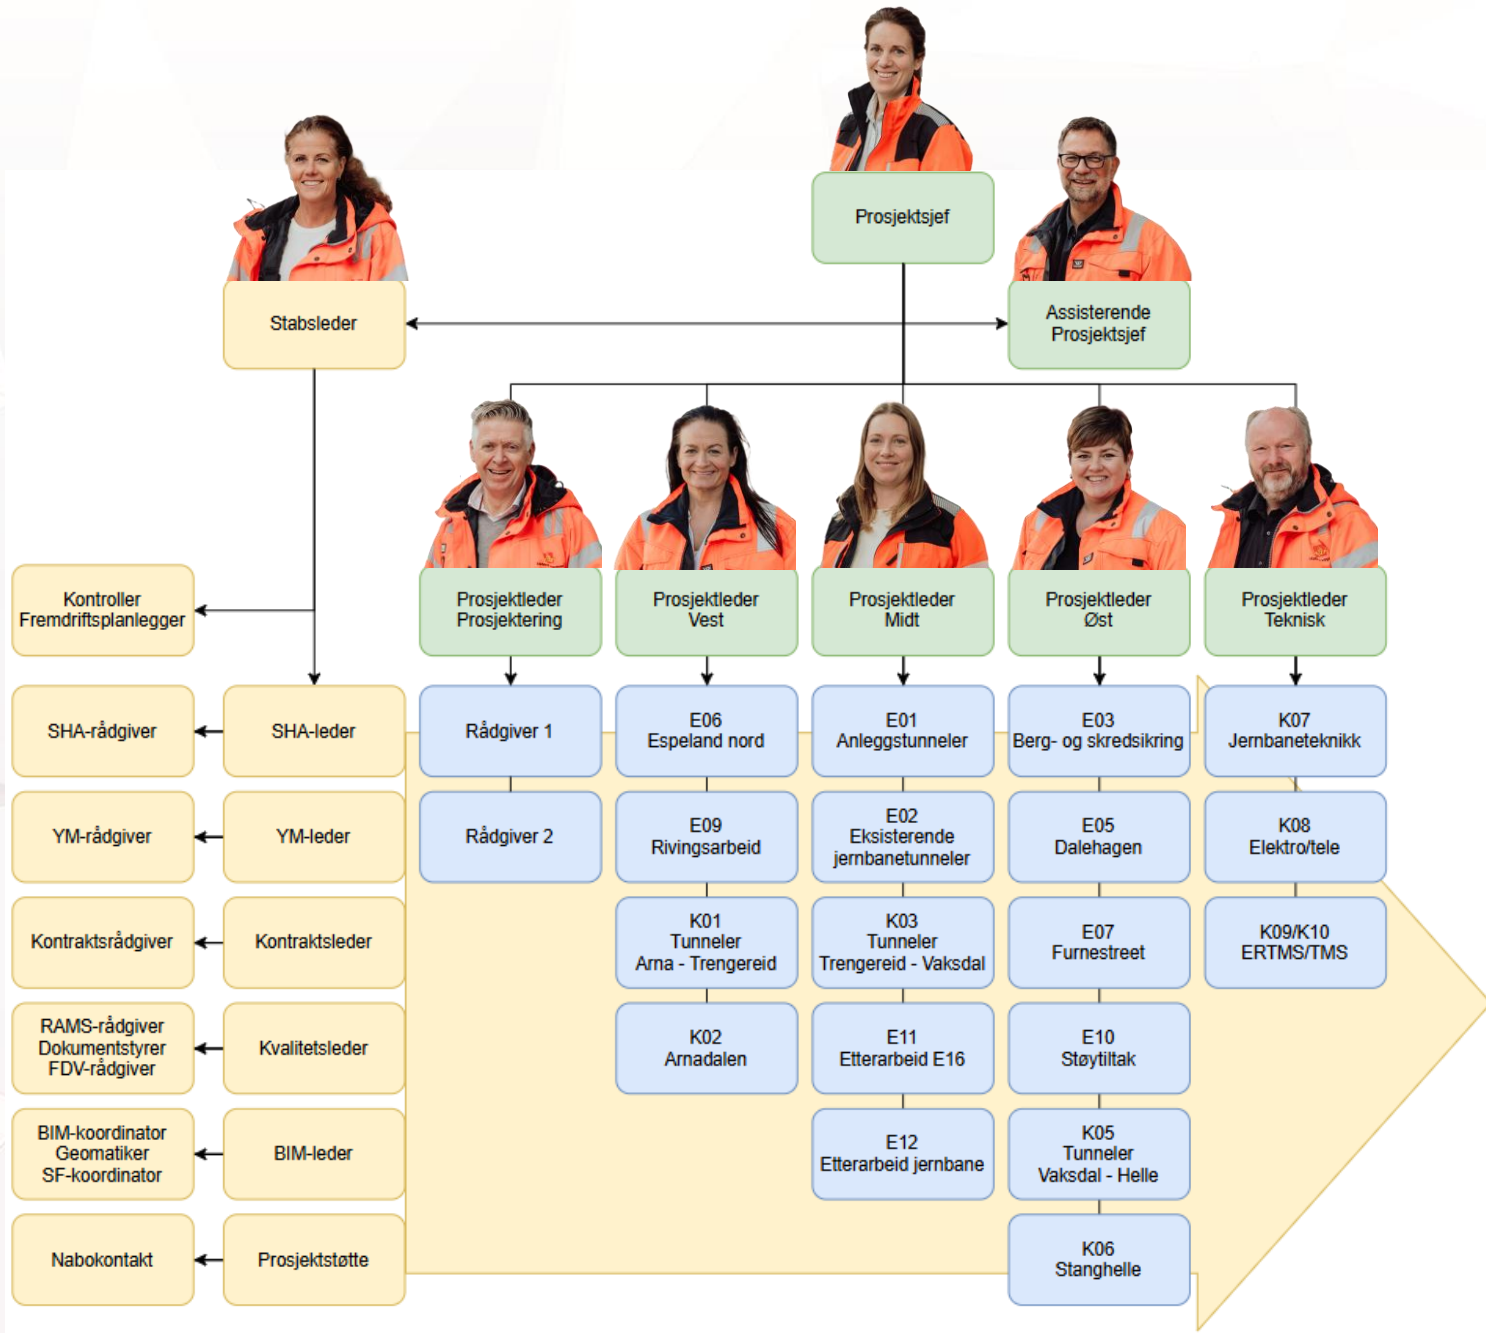 Prosjektsjef
Stabsleder
Assisterende
Prosjektsjef
Kontroller
Fremdriftsplanlegger
Prosjektleder
Prosjektering
Prosjektleder
Vest
Prosjektleder
Midt
Prosjektleder
Øst
Prosjektleder
Teknisk
SHA-rådgiver
SHA-leder
Rådgiver 1
E06
Espeland nord
E01
Anleggstunneler
E03
Berg- og skredsikring
K07
Jernbaneteknikk
YM-rådgiver
YM-leder
Rådgiver 2
E09
Rivingsarbeid
E02
Eksisterende
jernbanetunneler
E05
Dalehagen
K08
Elektro/tele
Kontraktsrådgiver
Kontraktsleder
K01
Tunneler
Arna - Trengereid
K03
Tunneler
Trengereid - Vaksdal
E07
Furnestreet
K09/K10
ERTMS/TMS
RAMS-rådgiver
Dokumentstyrer
FDV-rådgiver
Kvalitetsleder
K02
Arnadalen
E11
Etterarbeid E16
E10
Støytiltak
BIM-koordinator
Geomatiker
SF-koordinator
BIM-leder
E12
Etterarbeid jernbane
K05
Tunneler
Vaksdal - Helle
Nabokontakt
Prosjektstøtte
K06
Stanghelle